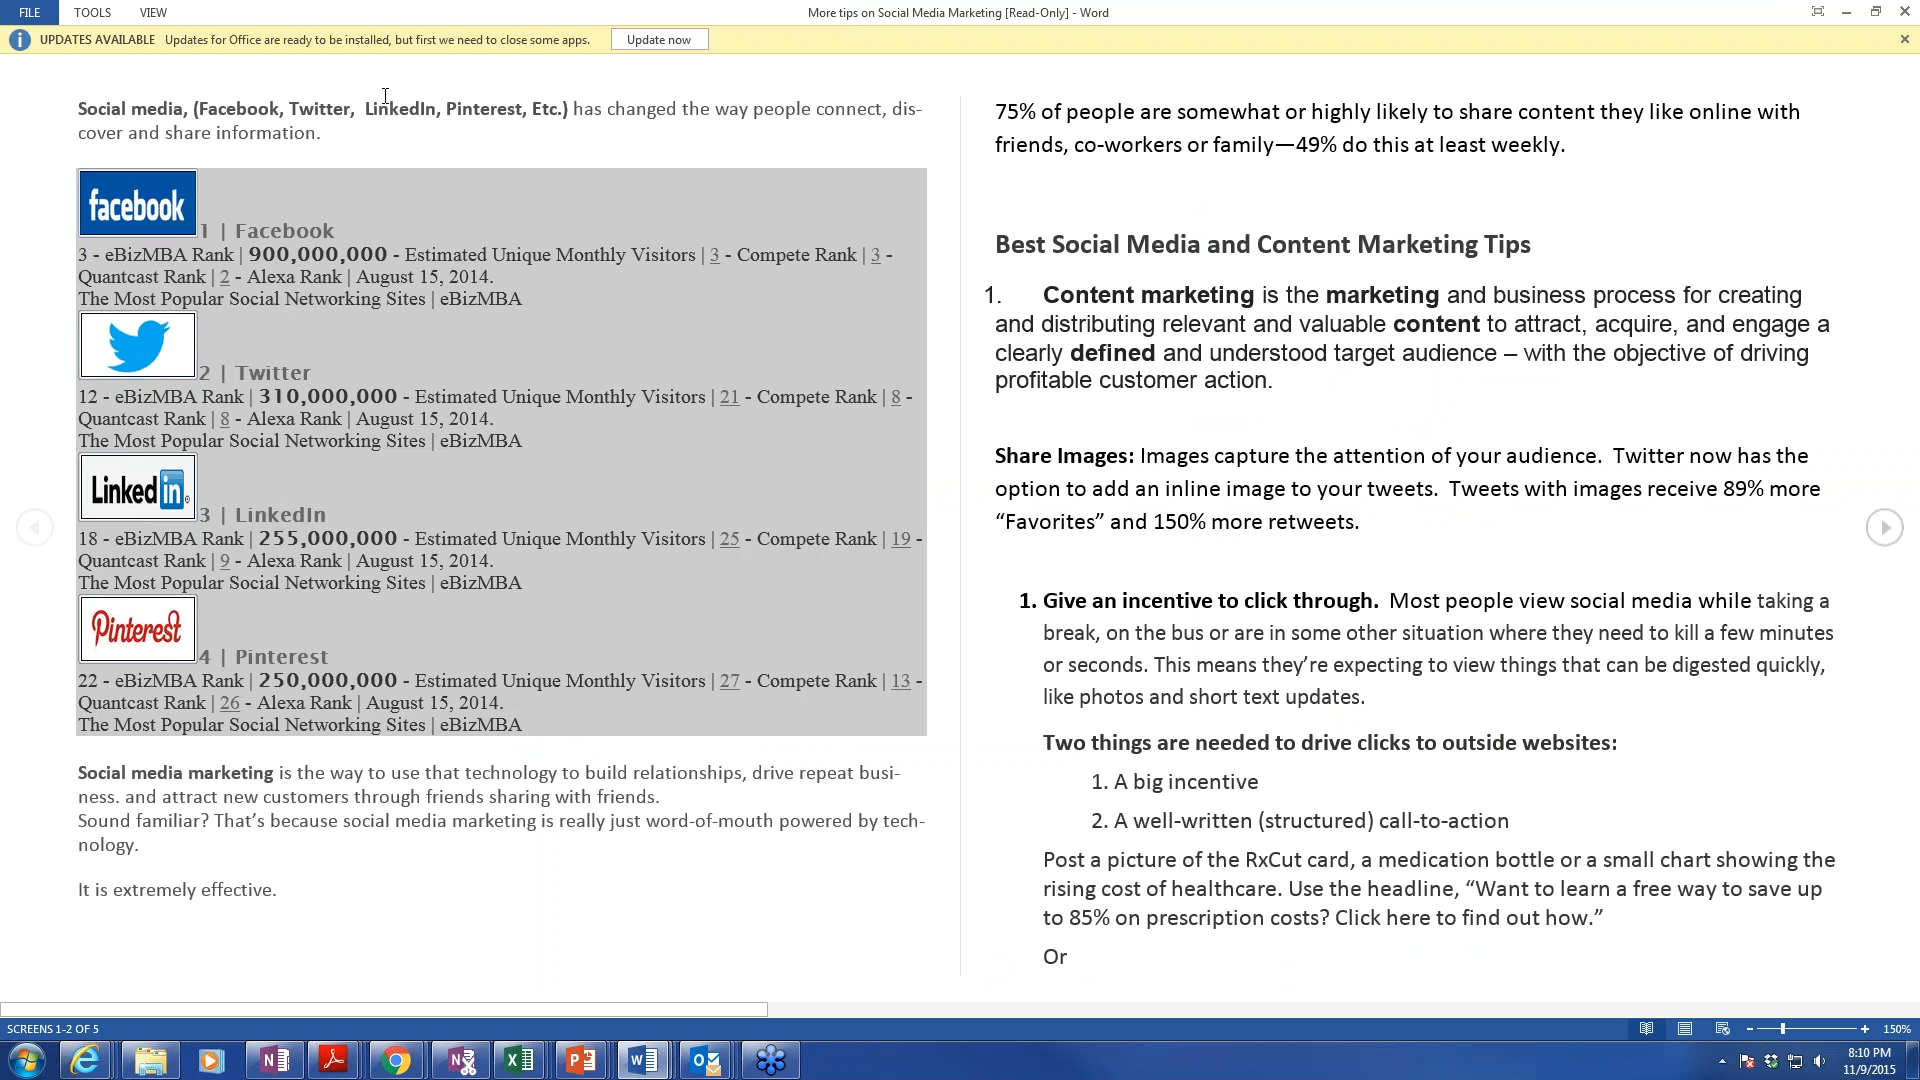 FILE TOOLS VIEW More tips on Social Media Marketing [Read-Only] - Word
UPDATES AVAILABLE Updates for Office are ready to be installed, but first we need to close some apps. Update now
Social media, (Facebook, Twitter,  LinkedIn, Pinterest, Etc.) has changed the way people connect, dis-
cover and share information.
facebook
1 | Facebook
3 - eBizMBA Rank | 900,000,000 - Estimated Unique Monthly Visitors | 3 - Compete Rank | 3 -
Quantcast Rank | 2 - Alexa Rank | August 15, 2014.
The Most Popular Social Networking Sites | eBizMBA
2 | Twitter
12 - eBizMBA Rank | 310,000,000 - Estimated Unique Monthly Visitors | 21 - Compete Rank | 8 -
Quantcast Rank | 8 - Alexa Rank | August 15, 2014.
The Most Popular Social Networking Sites | eBizMBA
Linked in ®
3 | LinkedIn
18 - eBizMBA Rank | 255,000,000 - Estimated Unique Monthly Visitors | 25 - Compete Rank | 19 -
Quantcast Rank | 9 - Alexa Rank | August 15, 2014.
The Most Popular Social Networking Sites | eBizMBA
Pinterest
4 | Pinterest
22 - eBizMBA Rank | 250,000,000 - Estimated Unique Monthly Visitors | 27 - Compete Rank | 13 -
Quantcast Rank | 26 - Alexa Rank | August 15, 2014.
The Most Popular Social Networking Sites | eBizMBA
Social media marketing is the way to use that technology to build relationships, drive repeat busi-
ness. and attract new customers through friends sharing with friends.
Sound familiar? That’s because social media marketing is really just word-of-mouth powered by tech-
nology.
It is extremely effective.
75% of people are somewhat or highly likely to share content they like online with
friends, co-workers or family—49% do this at least weekly.
Best Social Media and Content Marketing Tips
1. Content marketing is the marketing and business process for creating
and distributing relevant and valuable content to attract, acquire, and engage a
clearly defined and understood target audience – with the objective of driving
profitable customer action.
Share Images: Images capture the attention of your audience.  Twitter now has the
option to add an inline image to your tweets.  Tweets with images receive 89% more
“Favorites” and 150% more retweets.
1. Give an incentive to click through.  Most people view social media while taking a
break, on the bus or are in some other situation where they need to kill a few minutes
or seconds. This means they’re expecting to view things that can be digested quickly,
like photos and short text updates.
Two things are needed to drive clicks to outside websites:
1. A big incentive
2. A well-written (structured) call-to-action
Post a picture of the RxCut card, a medication bottle or a small chart showing the
rising cost of healthcare. Use the headline, “Want to learn a free way to save up
to 85% on prescription costs? Click here to find out how.”
Or
SCREENS 1-2 OF 5 150%
8:10 PM
11/9/2015